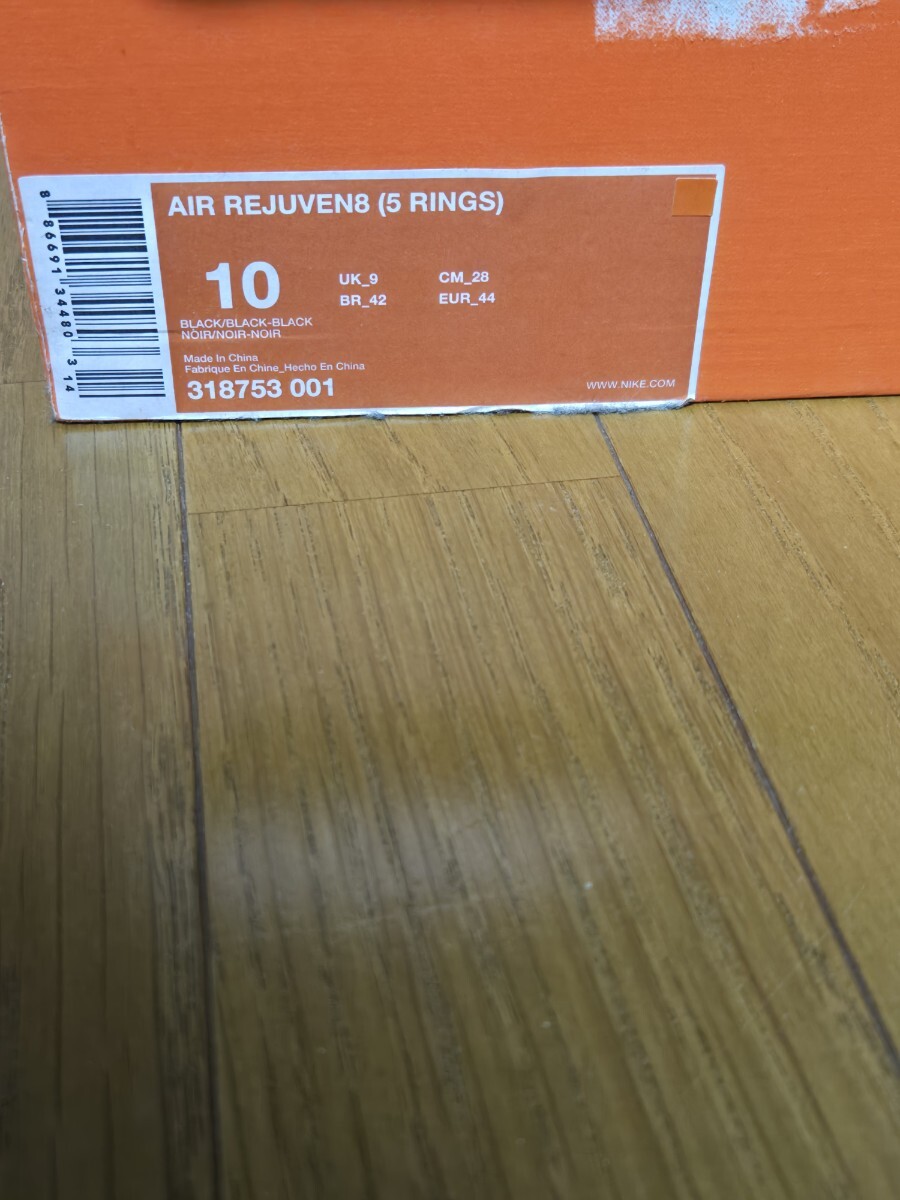 AIR REJUVEN8 (5 RINGS)
10
UK_9 CM_28
BR_42 EUR_44
BLACK/BLACK-BLACK
NOIR/NOIR-NOIR
Made In China
Fabrique En Chine_Hecho En China
318753 001
WWW.NIKE.COM
8 86691 34480 3 14